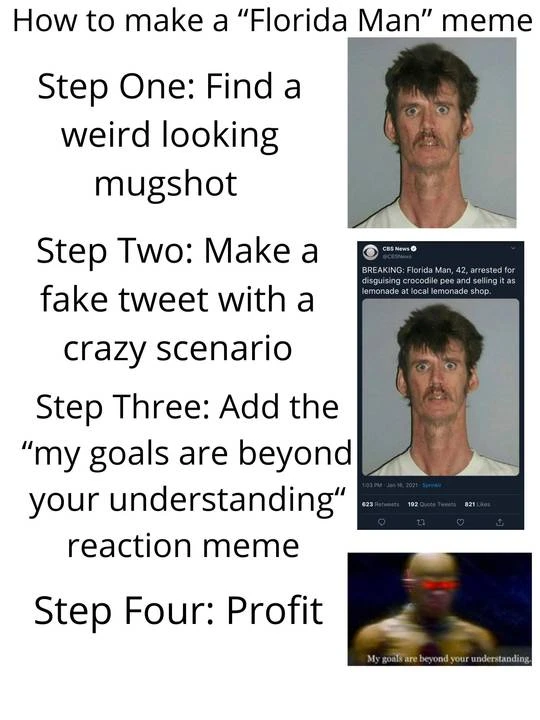 How to make a “Florida Man” meme
Step One: Find a
weird looking
mugshot
Step Two: Make a
fake tweet with a
crazy scenario
CBS News
@CBSNews
BREAKING: Florida Man, 42, arrested for
disguising crocodile pee and selling it as
lemonade at local lemonade shop.
1:03 PM · Jan 16, 2021 · Sprinklr
623 Retweets 192 Quote Tweets 821 Likes
Step Three: Add the
“my goals are beyond
your understanding“
reaction meme
Step Four: Profit
My goals are beyond your understanding.